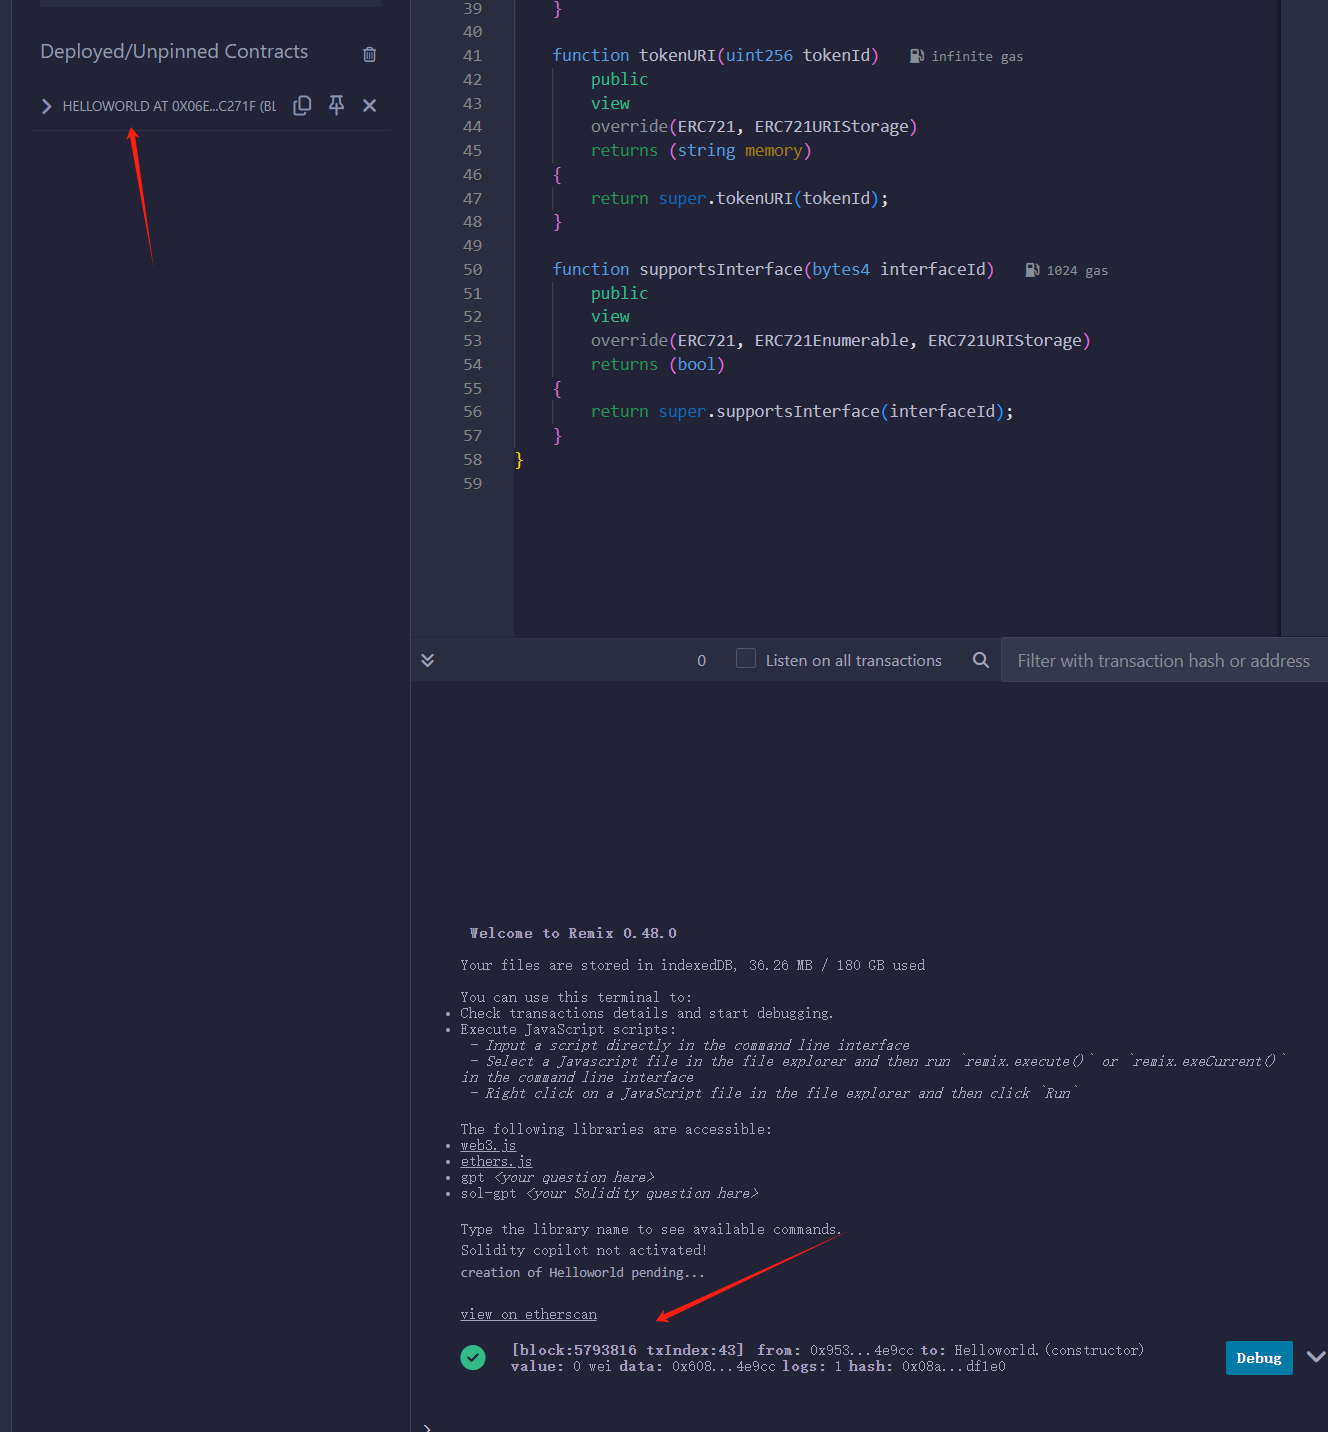 Deployed/Unpinned Contracts
HELLOWORLD AT 0X06E...C271F (BL
39 }
40
41 function tokenURI(uint256 tokenId) infinite gas
42 public
43 view
44 override(ERC721, ERC721URIStorage)
45 returns (string memory)
46 {
47 return super.tokenURI(tokenId);
48 }
49
50 function supportsInterface(bytes4 interfaceId) 1024 gas
51 public
52 view
53 override(ERC721, ERC721Enumerable, ERC721URIStorage)
54 returns (bool)
55 {
56 return super.supportsInterface(interfaceId);
57 }
58 }
59
0 Listen on all transactions Filter with transaction hash or address
Welcome to Remix 0.48.0
Your files are stored in indexedDB, 36.26 MB / 180 GB used
You can use this terminal to:
• Check transactions details and start debugging.
• Execute JavaScript scripts:
- Input a script directly in the command line interface
- Select a Javascript file in the file explorer and then run `remix.execute()` or `remix.exeCurrent()`
in the command line interface
- Right click on a JavaScript file in the file explorer and then click `Run`
The following libraries are accessible:
• web3.js
• ethers.js
• gpt <your question here>
• sol-gpt <your Solidity question here>
Type the library name to see available commands.
Solidity copilot not activated!
creation of Helloworld pending...
view on etherscan
[block:5793816 txIndex:43] from: 0x953...4e9cc to: Helloworld.(constructor)
value: 0 wei data: 0x608...4e9cc logs: 1 hash: 0x08a...df1e0
Debug
>